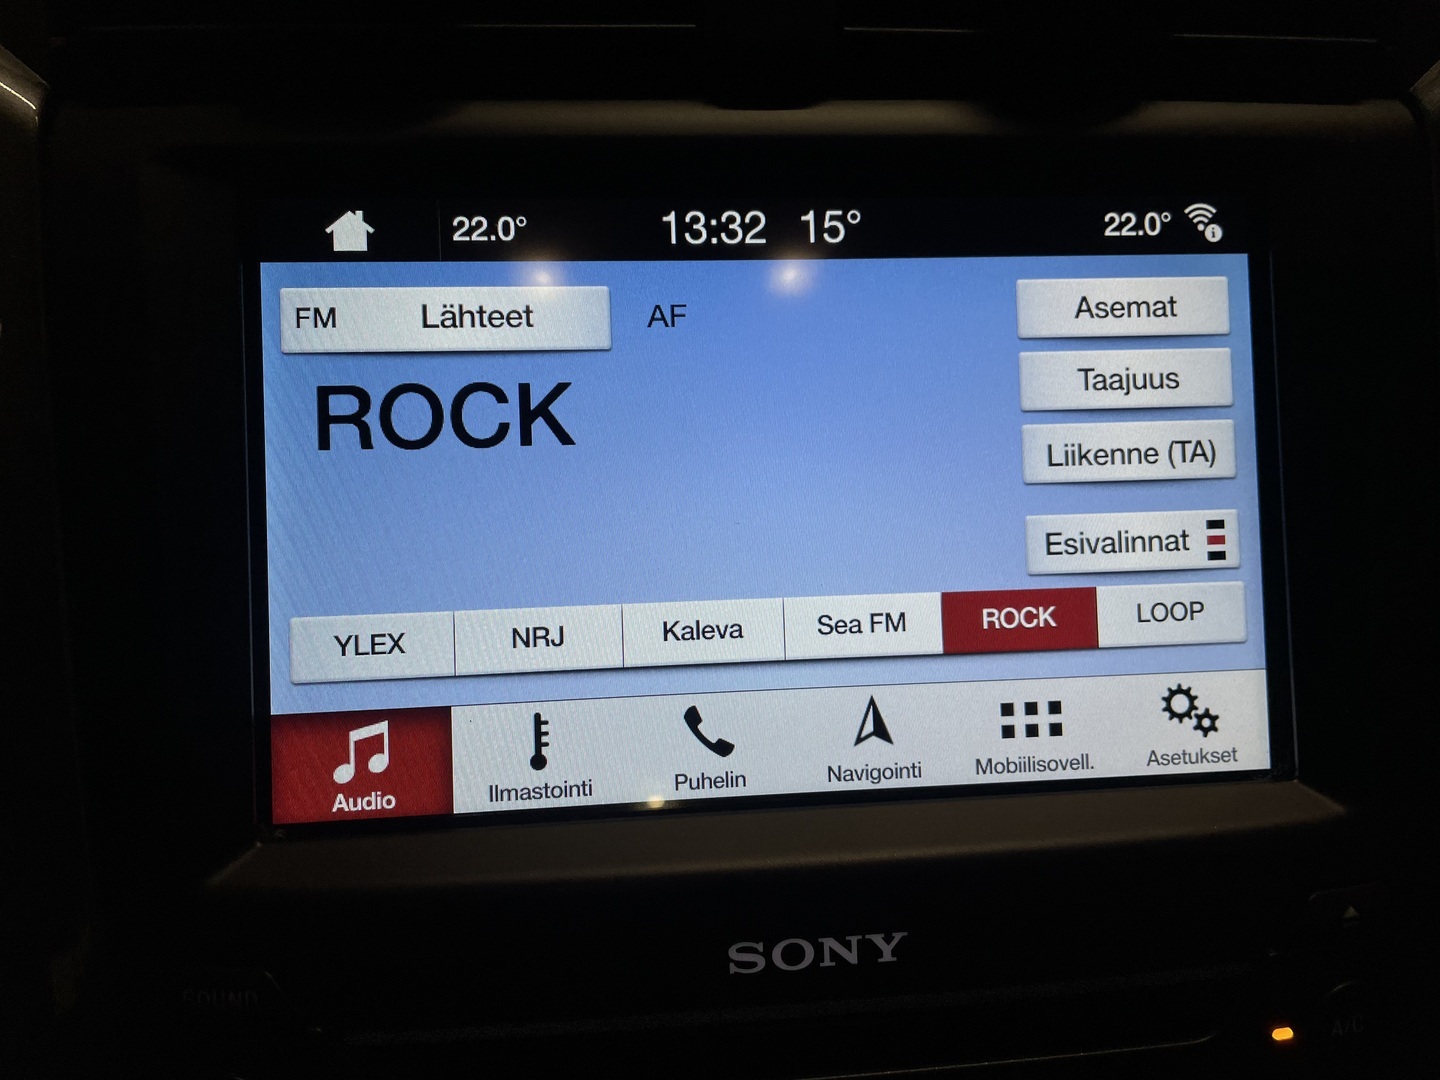 22.0° 13:32 15° 22.0°
FM Lähteet AF
Asemat
ROCK
Taajuus
Liikenne (TA)
Esivalinnat
YLEX NRJ Kaleva Sea FM ROCK LOOP
Audio Ilmastointi Puhelin Navigointi Mobiilisovell. Asetukset
SONY
SOUND
A/C